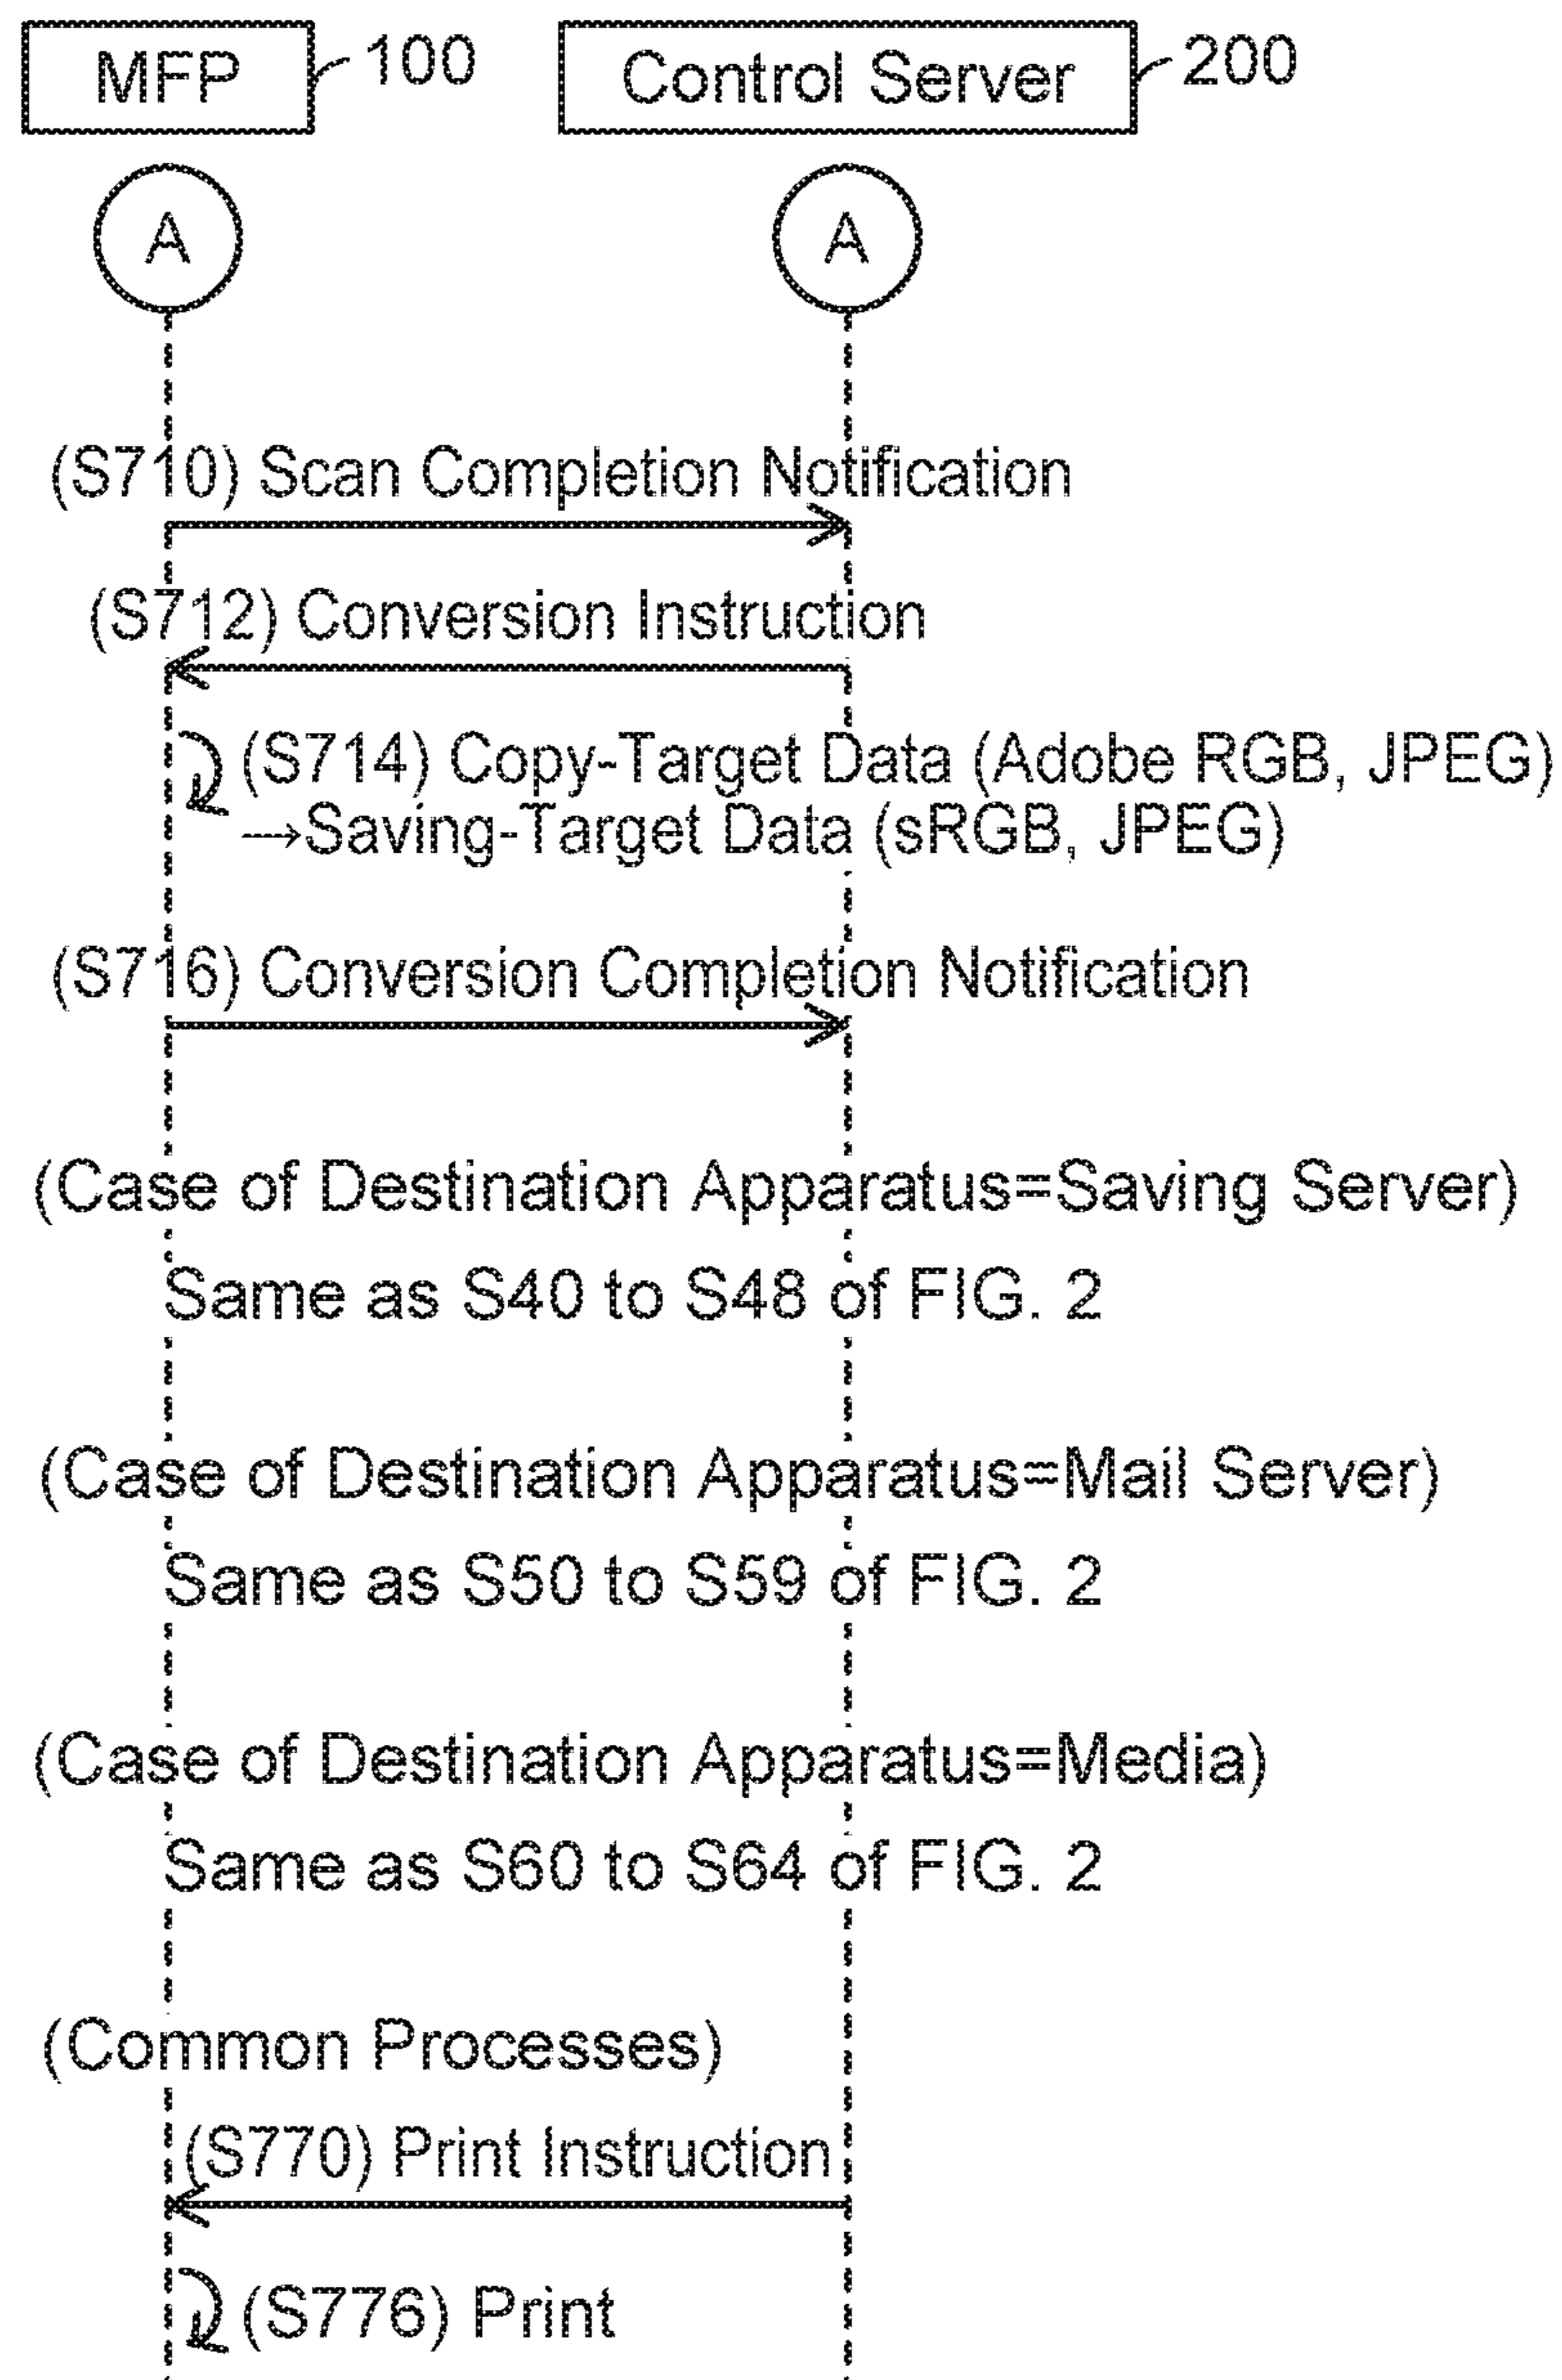 MFP 100 Control Server 200
A A
(S710) Scan Completion Notification
(S712) Conversion Instruction
(S714) Copy-Target Data (Adobe RGB, JPEG)
→Saving-Target Data (sRGB, JPEG)
(S716) Conversion Completion Notification
(Case of Destination Apparatus=Saving Server)
Same as S40 to S48 of FIG. 2
(Case of Destination Apparatus=Mail Server)
Same as S50 to S59 of FIG. 2
(Case of Destination Apparatus=Media)
Same as S60 to S64 of FIG. 2
(Common Processes)
(S770) Print Instruction
(S776) Print